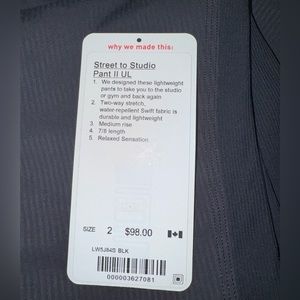 why we made this:
Street to Studio
Pant II UL
1. We designed these lightweight
pants to take you to the studio
or gym and back again
2. Two-way stretch,
water-repellent Swift fabric is
durable and lightweight
3. Medium rise
4. 7/8 length
5. Relaxed Sensation
SIZE 2 $98.00
LW5J84S BLK
000003627081